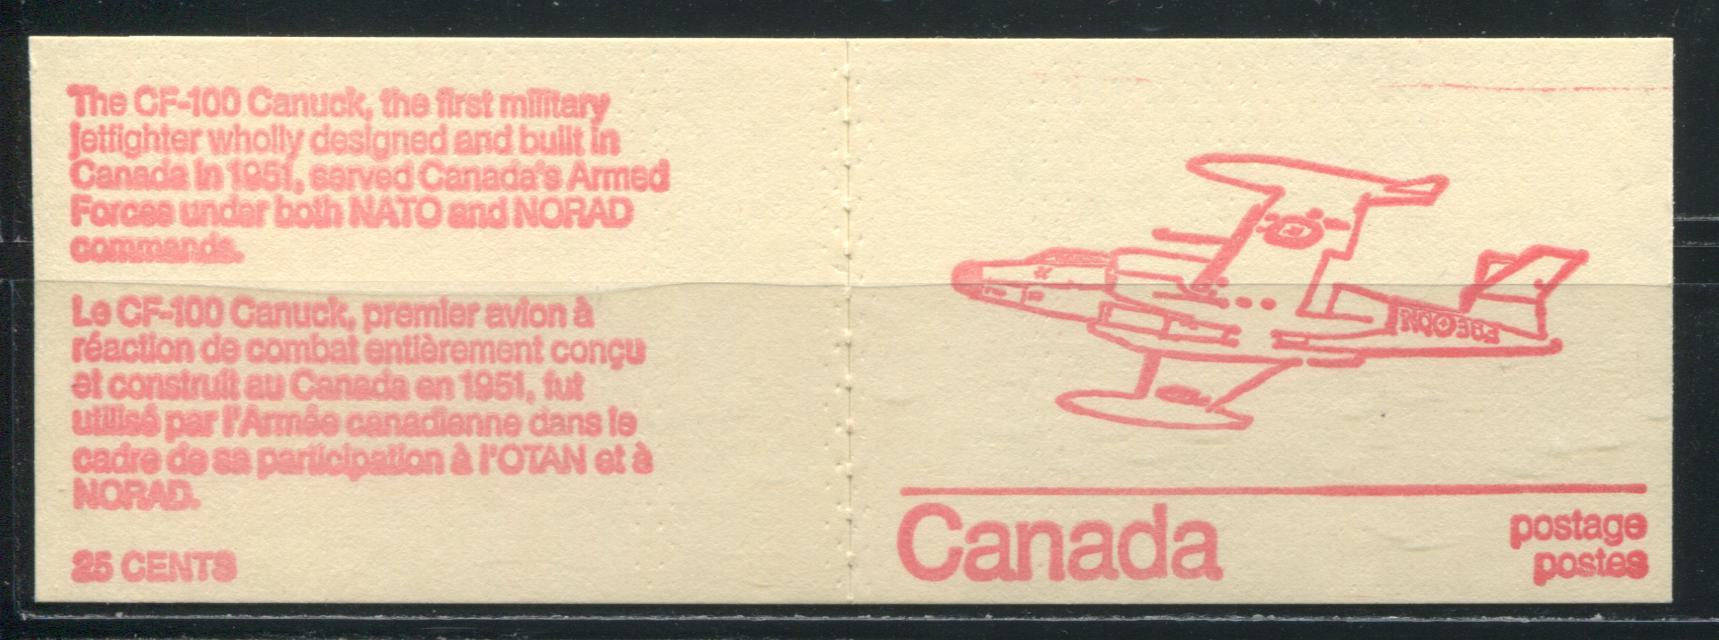 The CF-100 Canuck, the first military
jetfighter wholly designed and built in
Canada in 1951, served Canada's Armed
Forces under both NATO and NORAD
commands.
Le CF-100 Canuck, premier avion à
réaction de combat entièrement conçu
et construit au Canada en 1951, fut
utilisé par l'Armée canadienne dans le
cadre de sa participation à l'OTAN et à
NORAD.
25 CENTS
Canada
postage
postes